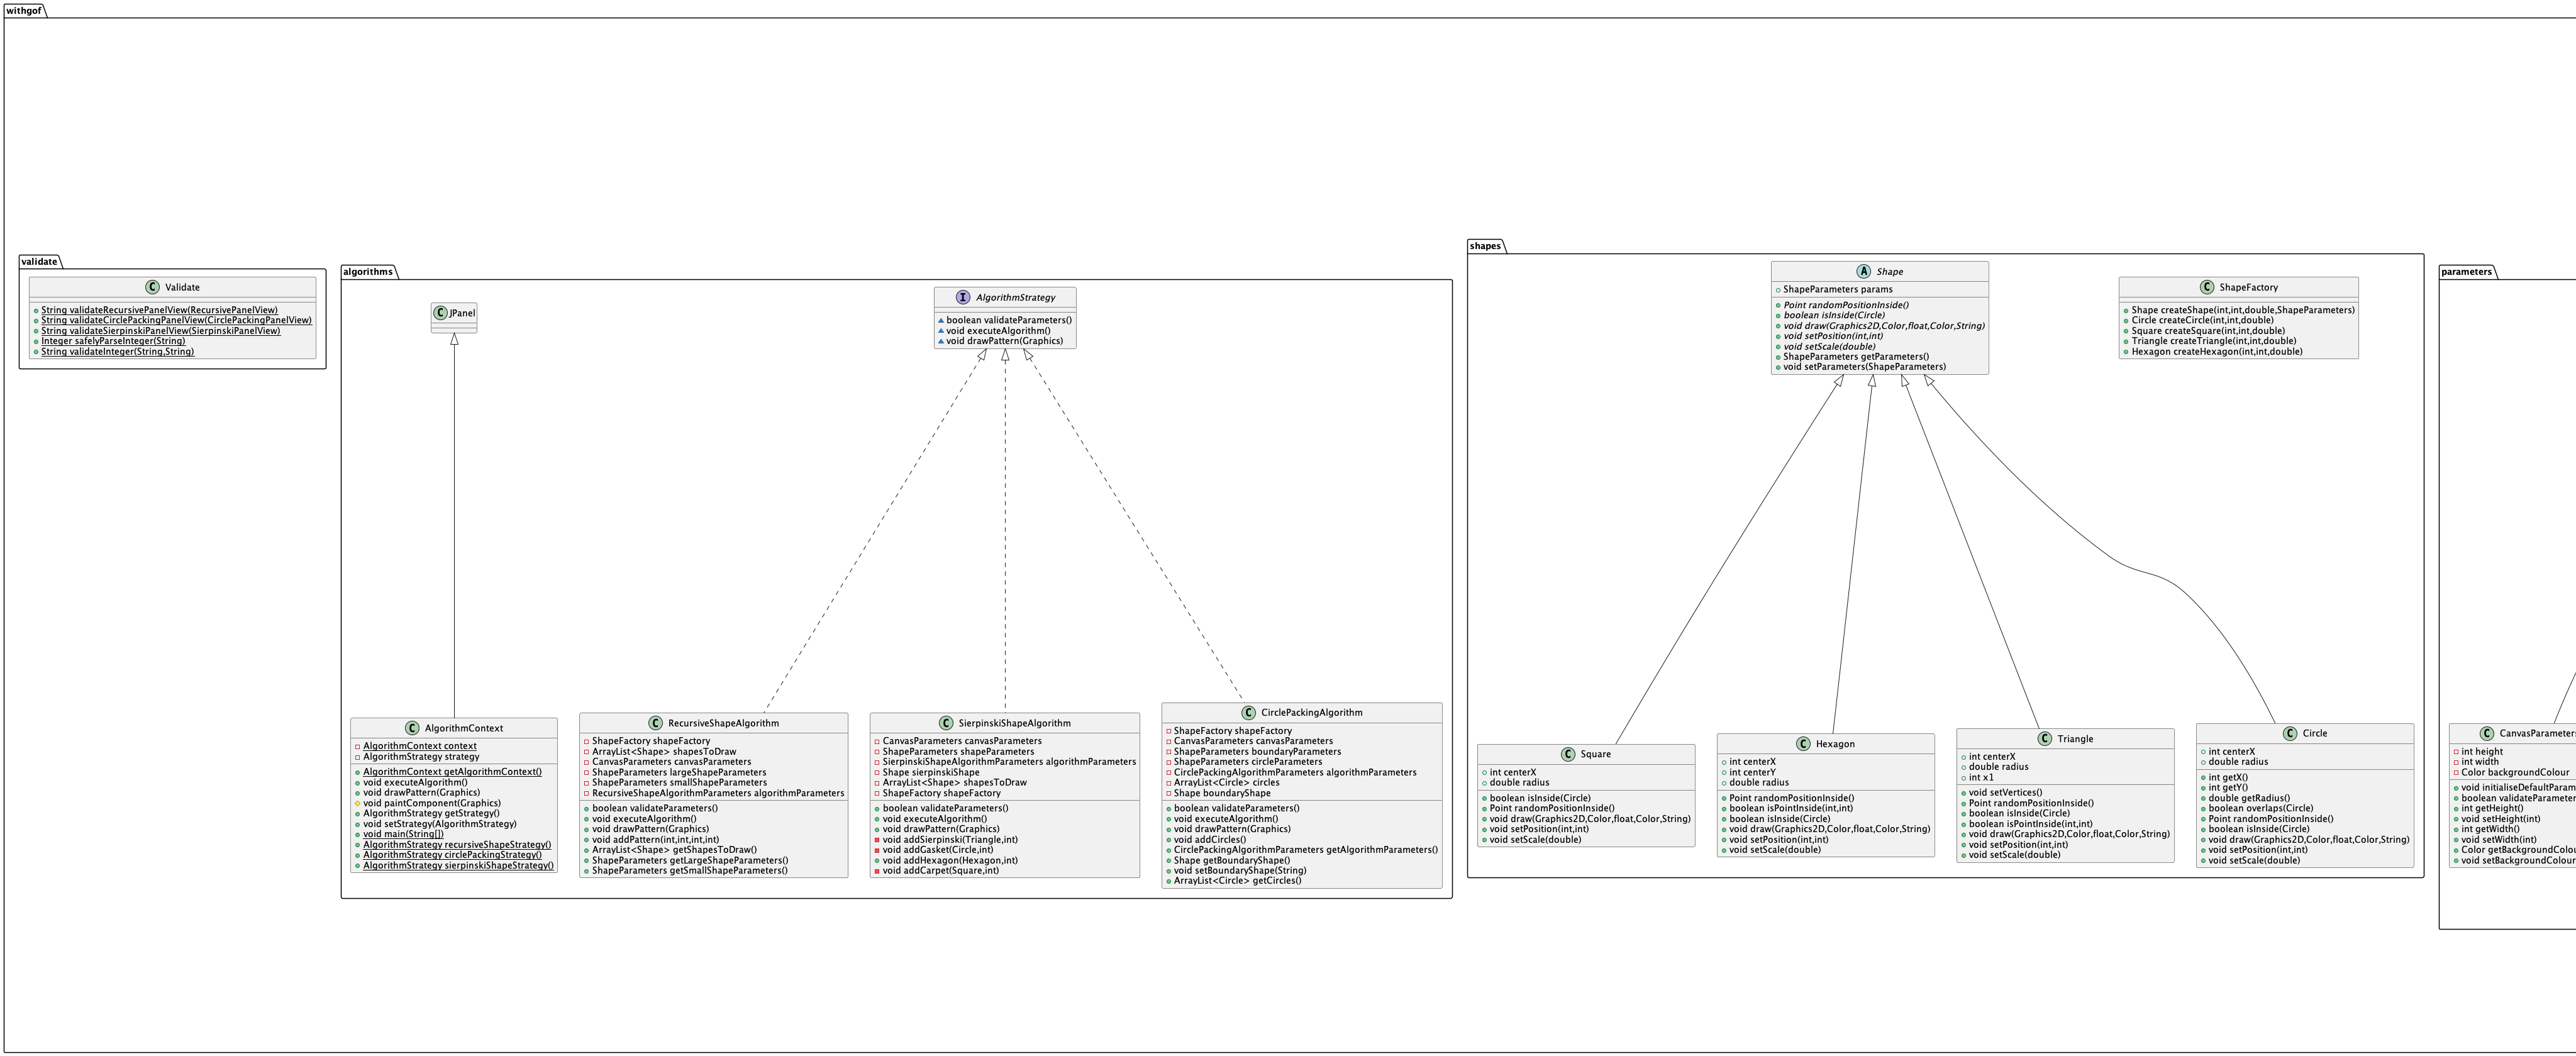 withgof
validate
Validate
String validateRecursivePanelView(RecursivePanelView)
String validateCirclePackingPanelView(CirclePackingPanelView)
String validateSierpinskiPanelView(SierpinskiPanelView)
Integer safelyParseInteger(String)
String validateInteger(String,String)
algorithms
JPanel
AlgorithmStrategy
boolean validateParameters()
void executeAlgorithm()
void drawPattern(Graphics)
AlgorithmContext
AlgorithmContext context
AlgorithmStrategy strategy
AlgorithmContext getAlgorithmContext()
void executeAlgorithm()
void drawPattern(Graphics)
void paintComponent(Graphics)
AlgorithmStrategy getStrategy()
void setStrategy(AlgorithmStrategy)
void main(String[])
AlgorithmStrategy recursiveShapeStrategy()
AlgorithmStrategy circlePackingStrategy()
AlgorithmStrategy sierpinskiShapeStrategy()
RecursiveShapeAlgorithm
ShapeFactory shapeFactory
ArrayList<Shape> shapesToDraw
CanvasParameters canvasParameters
ShapeParameters largeShapeParameters
ShapeParameters smallShapeParameters
RecursiveShapeAlgorithmParameters algorithmParameters
boolean validateParameters()
void executeAlgorithm()
void drawPattern(Graphics)
void addPattern(int,int,int,int)
ArrayList<Shape> getShapesToDraw()
ShapeParameters getLargeShapeParameters()
ShapeParameters getSmallShapeParameters()
SierpinskiShapeAlgorithm
CanvasParameters canvasParameters
ShapeParameters shapeParameters
SierpinskiShapeAlgorithmParameters algorithmParameters
Shape sierpinskiShape
ArrayList<Shape> shapesToDraw
ShapeFactory shapeFactory
boolean validateParameters()
void executeAlgorithm()
void drawPattern(Graphics)
void addSierpinski(Triangle,int)
void addGasket(Circle,int)
void addHexagon(Hexagon,int)
void addCarpet(Square,int)
CirclePackingAlgorithm
ShapeFactory shapeFactory
CanvasParameters canvasParameters
ShapeParameters boundaryParameters
ShapeParameters circleParameters
CirclePackingAlgorithmParameters algorithmParameters
ArrayList<Circle> circles
Shape boundaryShape
boolean validateParameters()
void executeAlgorithm()
void drawPattern(Graphics)
void addCircles()
CirclePackingAlgorithmParameters getAlgorithmParameters()
Shape getBoundaryShape()
void setBoundaryShape(String)
ArrayList<Circle> getCircles()
shapes
Shape
ShapeParameters params
Point randomPositionInside()
boolean isInside(Circle)
void draw(Graphics2D,Color,float,Color,String)
void setPosition(int,int)
void setScale(double)
ShapeParameters getParameters()
void setParameters(ShapeParameters)
ShapeFactory
Shape createShape(int,int,double,ShapeParameters)
Circle createCircle(int,int,double)
Square createSquare(int,int,double)
Triangle createTriangle(int,int,double)
Hexagon createHexagon(int,int,double)
Square
int centerX
double radius
boolean isInside(Circle)
Point randomPositionInside()
void draw(Graphics2D,Color,float,Color,String)
void setPosition(int,int)
void setScale(double)
Hexagon
int centerX
int centerY
double radius
Point randomPositionInside()
boolean isPointInside(int,int)
boolean isInside(Circle)
void draw(Graphics2D,Color,float,Color,String)
void setPosition(int,int)
void setScale(double)
Triangle
int centerX
double radius
int x1
void setVertices()
Point randomPositionInside()
boolean isInside(Circle)
boolean isPointInside(int,int)
void draw(Graphics2D,Color,float,Color,String)
void setPosition(int,int)
void setScale(double)
Circle
int centerX
double radius
int getX()
int getY()
double getRadius()
boolean overlaps(Circle)
Point randomPositionInside()
boolean isInside(Circle)
void draw(Graphics2D,Color,float,Color,String)
void setPosition(int,int)
void setScale(double)
parameters
CanvasParameters
int height
int width
Color backgroundColour
void initialiseDefaultParam
boolean validateParameter
int getHeight()
void setHeight(int)
int getWidth()
void setWidth(int)
Color getBackgroundColou
void setBackgroundColour